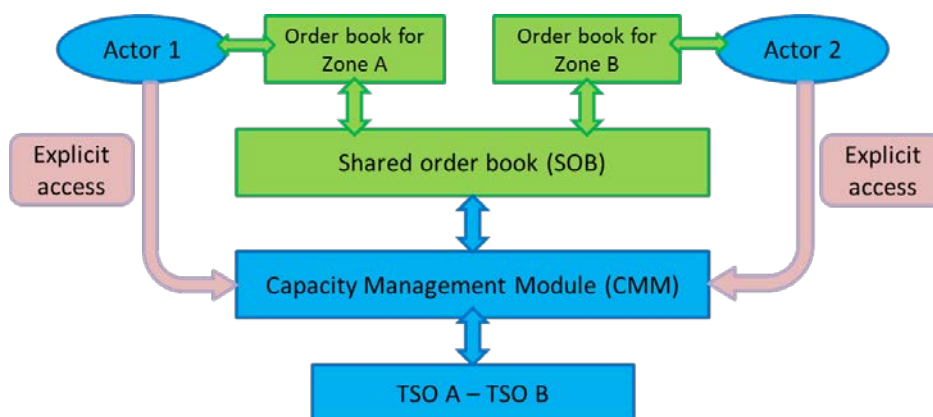 Actor 1
Order book for
Zone A
Order book for
Zone B
Actor 2
Explicit
access
Shared order book (SOB)
Explicit
access
Capacity Management Module (CMM)
TSO A – TSO B